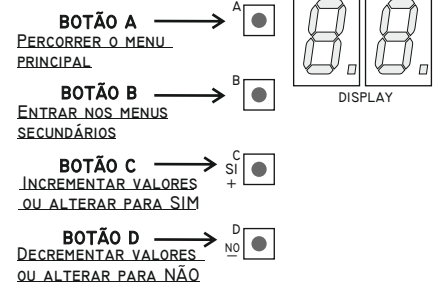 BOTÃO A
A
PERCORRER O MENU
PRINCIPAL
DISPLAY
BOTÃO B
B
ENTRAR NOS MENUS
SECUNDÁRIOS
BOTÃO C
C
SI
+
INCREMENTAR VALORES
OU ALTERAR PARA SIM
BOTÃO D
D
NO
DECREMENTAR VALORES
OU ALTERAR PARA NÃO